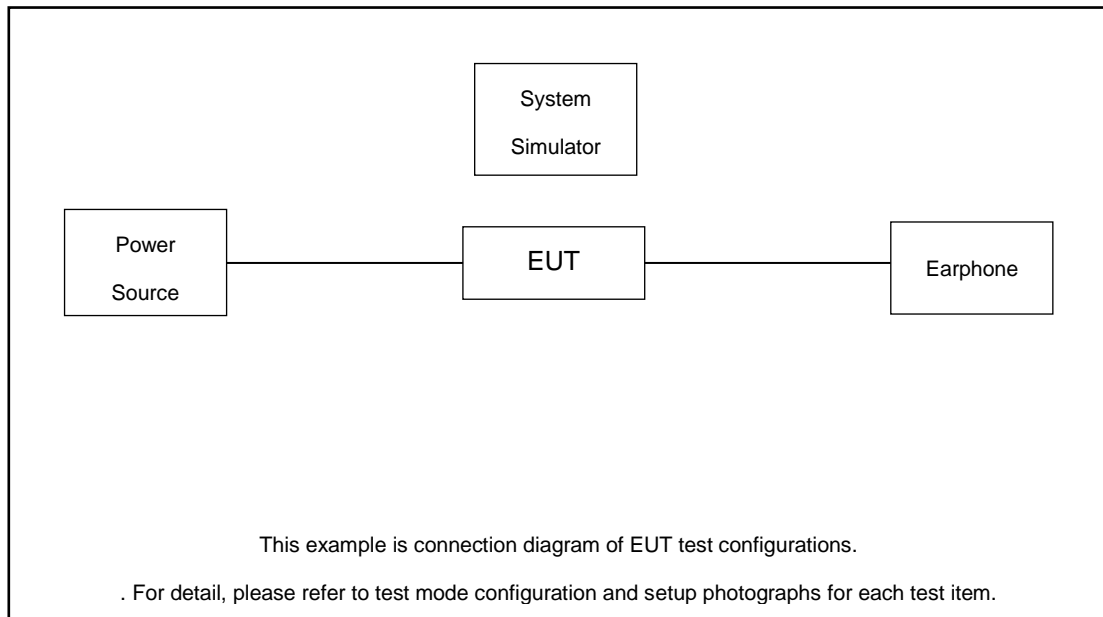 System
Simulator
Power
Source
EUT
Earphone
This example is connection diagram of EUT test configurations.
. For detail, please refer to test mode configuration and setup photographs for each test item.